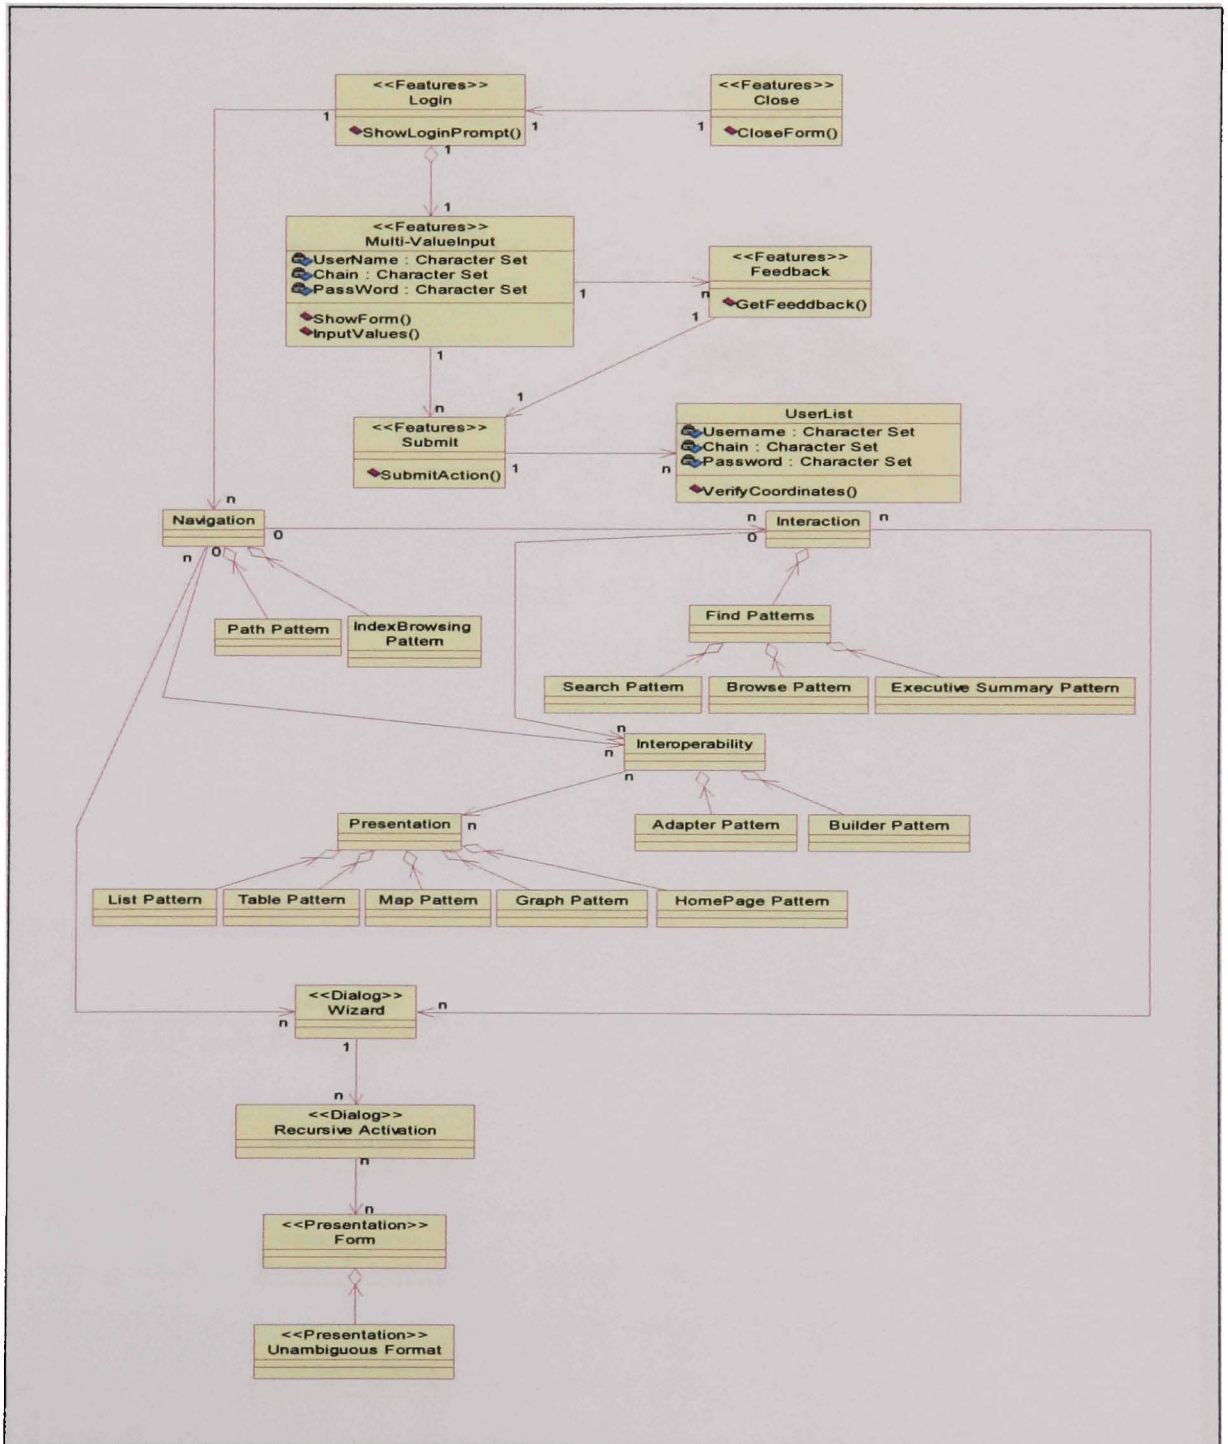 <<Features>>
Login
ShowLoginPrompt()
<<Features>>
Close
CloseForm()
1
1
1
1
1
<<Features>>
Multi-ValueInput
UserName : Character Set
Chain : Character Set
PassWord : Character Set
ShowForm()
InputValues()
<<Features>>
Feedback
GetFeeddback()
1
n
1
1
1
n
<<Features>>
Submit
SubmitAction()
UserList
Username : Character Set
Chain : Character Set
Password : Character Set
VerifyCoordinates()
1
n
n
Navigation
0
n
0
n
Interaction
n
0
Path Pattern
IndexBrowsing
Pattern
Find Patterns
Search Pattern
Browse Pattern
Executive Summary Pattern
n
n
Interoperability
n
Presentation
n
Adapter Pattern
Builder Pattern
List Pattern
Table Pattern
Map Pattern
Graph Pattern
HomePage Pattern
<<Dialog>>
Wizard
n
n
1
n
<<Dialog>>
Recursive Activation
n
n
<<Presentation>>
Form
<<Presentation>>
Unambiguous Format